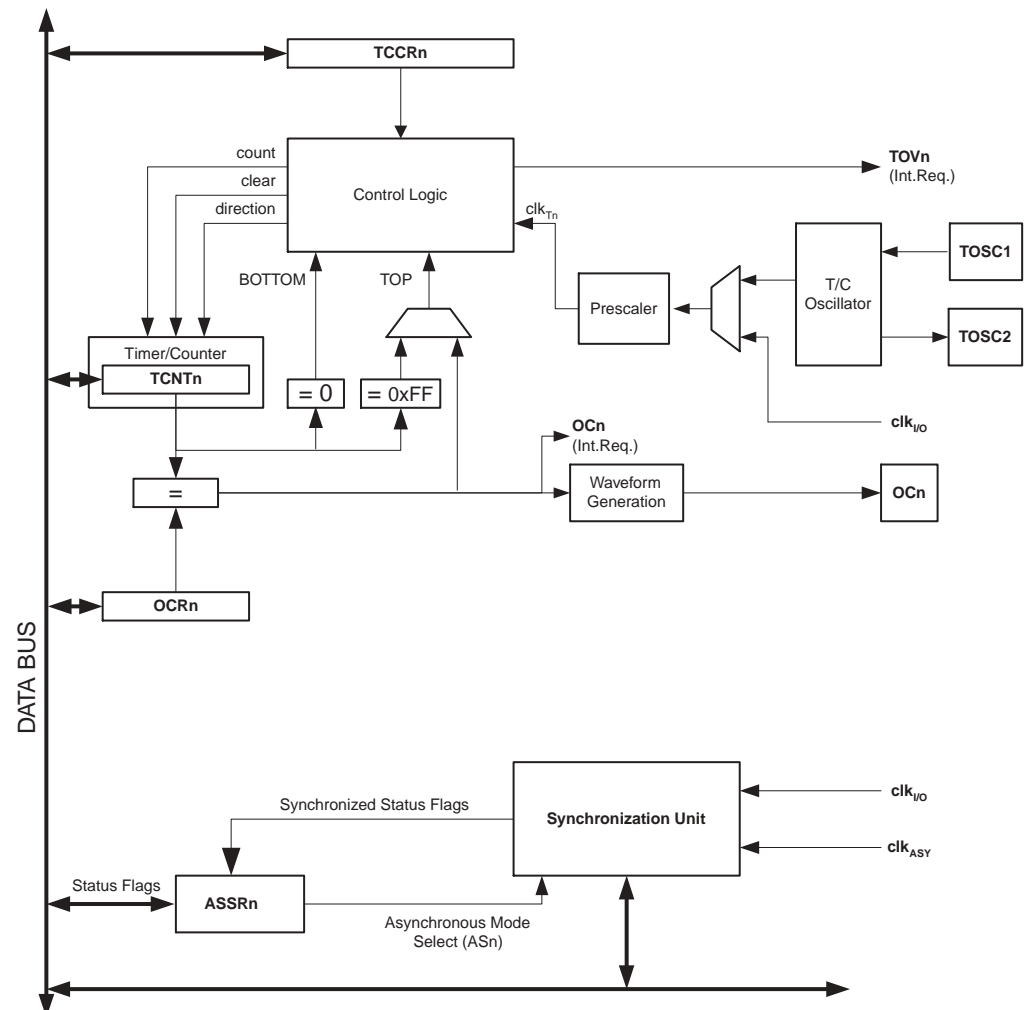 TCCRn
count
clear
direction
Control Logic
TOVn
(Int.Req.)
clkTn
BOTTOM
TOP
Prescaler
T/C
Oscillator
TOSC1
TOSC2
Timer/Counter
TCNTn
= 0
= 0xFF
clkI/O
OCn
(Int.Req.)
=
Waveform
Generation
OCn
OCRn
DATA BUS
Synchronized Status Flags
Synchronization Unit
clkI/O
clkASY
Status Flags
ASSRn
Asynchronous Mode
Select (ASn)